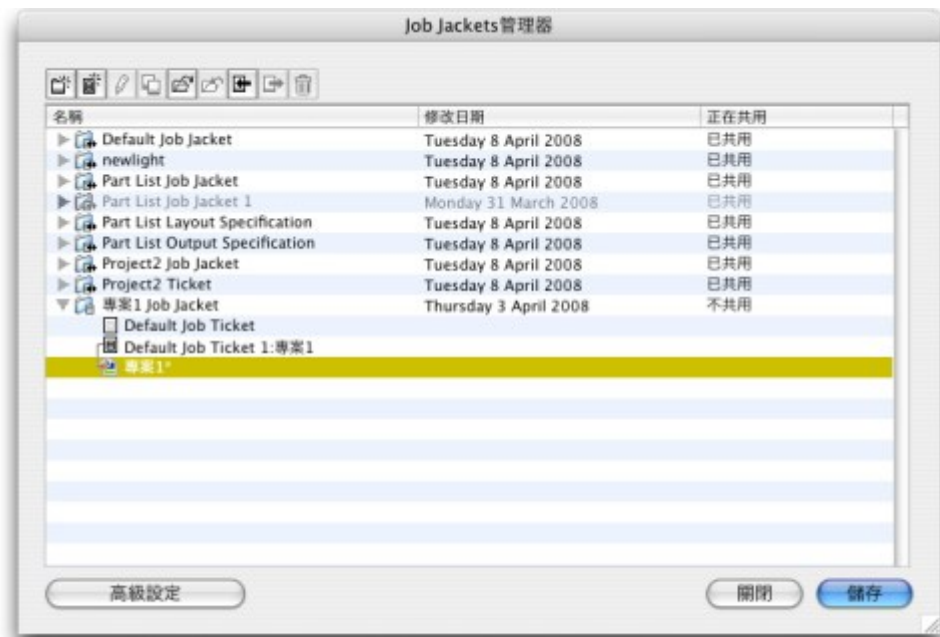 Job Jackets管理器
名稱 修改日期 正在共用
Default Job Jacket Tuesday 8 April 2008 已共用
newlight Tuesday 8 April 2008 已共用
Part List Job Jacket Tuesday 8 April 2008 已共用
Part List Job Jacket 1 Monday 31 March 2008 已共用
Part List Layout Specification Tuesday 8 April 2008 已共用
Part List Output Specification Tuesday 8 April 2008 已共用
Project2 Job Jacket Tuesday 8 April 2008 已共用
Project2 Ticket Tuesday 8 April 2008 已共用
專案1 Job Jacket Thursday 3 April 2008 不共用
Default Job Ticket
Default Job Ticket 1:專案1
專案1*
高級設定 關閉 儲存